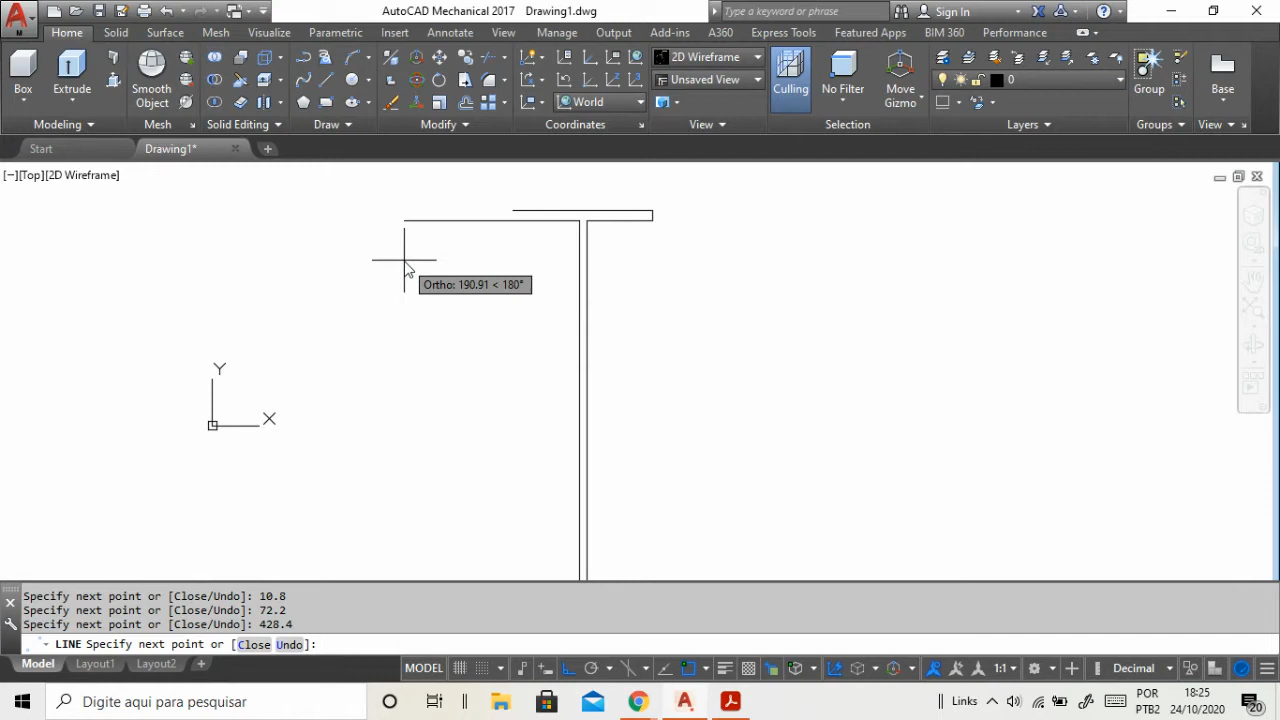 AutoCAD Mechanical 2017 Drawing1.dwg
Type a keyword or phrase
Sign In
Home Solid Surface Mesh Visualize Parametric Insert Annotate View Manage Output Add-ins A360 Express Tools Featured Apps BIM 360 Performance
M
2D Wireframe
Unsaved View
World
0
Box Extrude Smooth Object Culling No Filter Move Gizmo Group Base
Modeling Mesh Solid Editing Draw Modify Coordinates View Selection Layers Groups View
Start Drawing1*
[−][Top][2D Wireframe]
Ortho: 190.91 < 180°
Y
X
Specify next point or [Close/Undo]: 10.8
Specify next point or [Close/Undo]: 72.2
Specify next point or [Close/Undo]: 428.4
LINE Specify next point or [Close Undo]:
Model Layout1 Layout2
MODEL 1:1 Decimal
Digite aqui para pesquisar
Links
POR
PTB2
18:25
24/10/2020
20